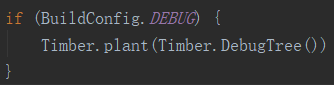 if (BuildConfig.DEBUG) {
    Timber.plant(Timber.DebugTree())
}